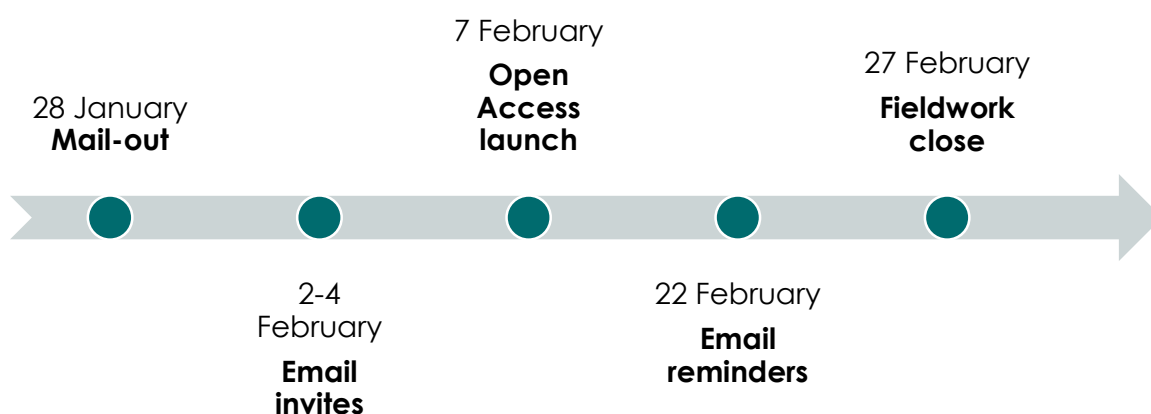 28 January
Mail-out
2-4
February
Email
invites
7 February
Open
Access
launch
22 February
Email
reminders
27 February
Fieldwork
close